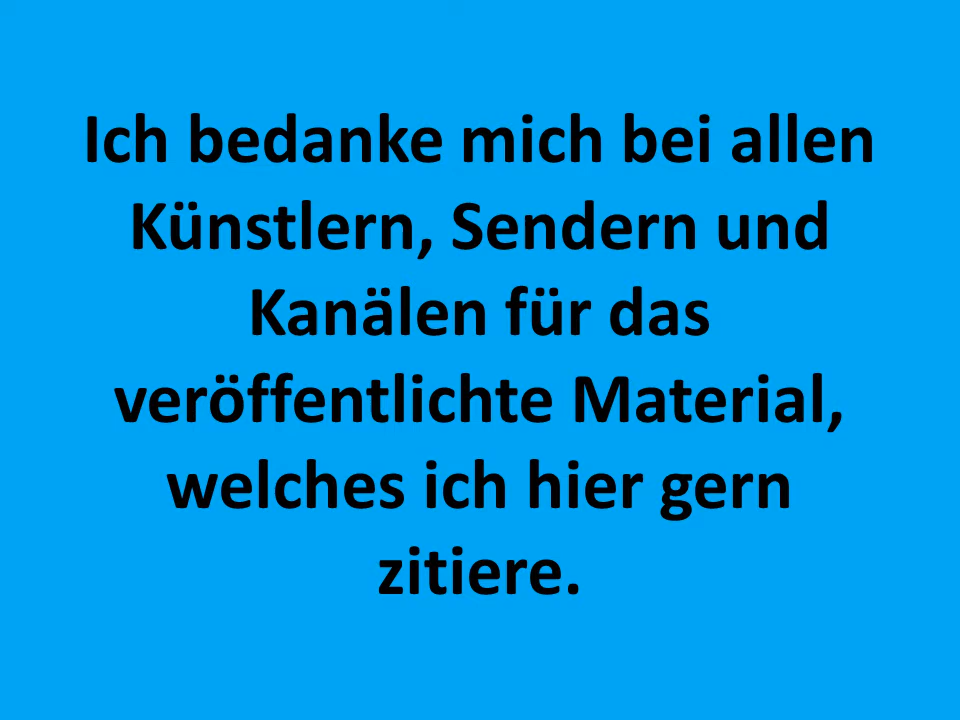 Ich bedanke mich bei allen
Künstlern, Sendern und
Kanälen für das
veröffentlichte Material,
welches ich hier gern
zitiere.